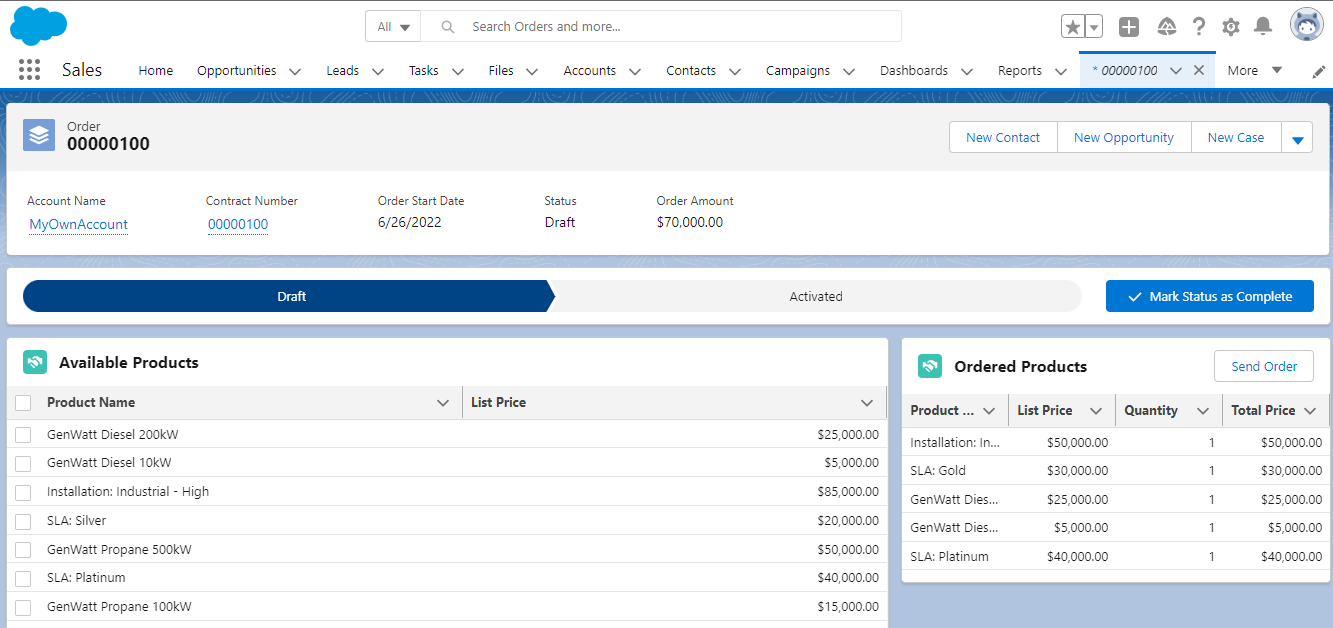 All Search Orders and more...
Sales Home Opportunities Leads Tasks Files Accounts Contacts Campaigns Dashboards Reports * 00000100 More
Order
00000100
New Contact New Opportunity New Case
Account Name Contract Number Order Start Date Status Order Amount
MyOwnAccount 00000100 6/26/2022 Draft $70,000.00
Draft Activated Mark Status as Complete
Available Products
Product Name List Price
GenWatt Diesel 200kW $25,000.00
GenWatt Diesel 10kW $5,000.00
Installation: Industrial - High $85,000.00
SLA: Silver $20,000.00
GenWatt Propane 500kW $50,000.00
SLA: Platinum $40,000.00
GenWatt Propane 100kW $15,000.00
Ordered Products Send Order
Product ... List Price Quantity Total Price
Installation: In... $50,000.00 1 $50,000.00
SLA: Gold $30,000.00 1 $30,000.00
GenWatt Dies... $25,000.00 1 $25,000.00
GenWatt Dies... $5,000.00 1 $5,000.00
SLA: Platinum $40,000.00 1 $40,000.00